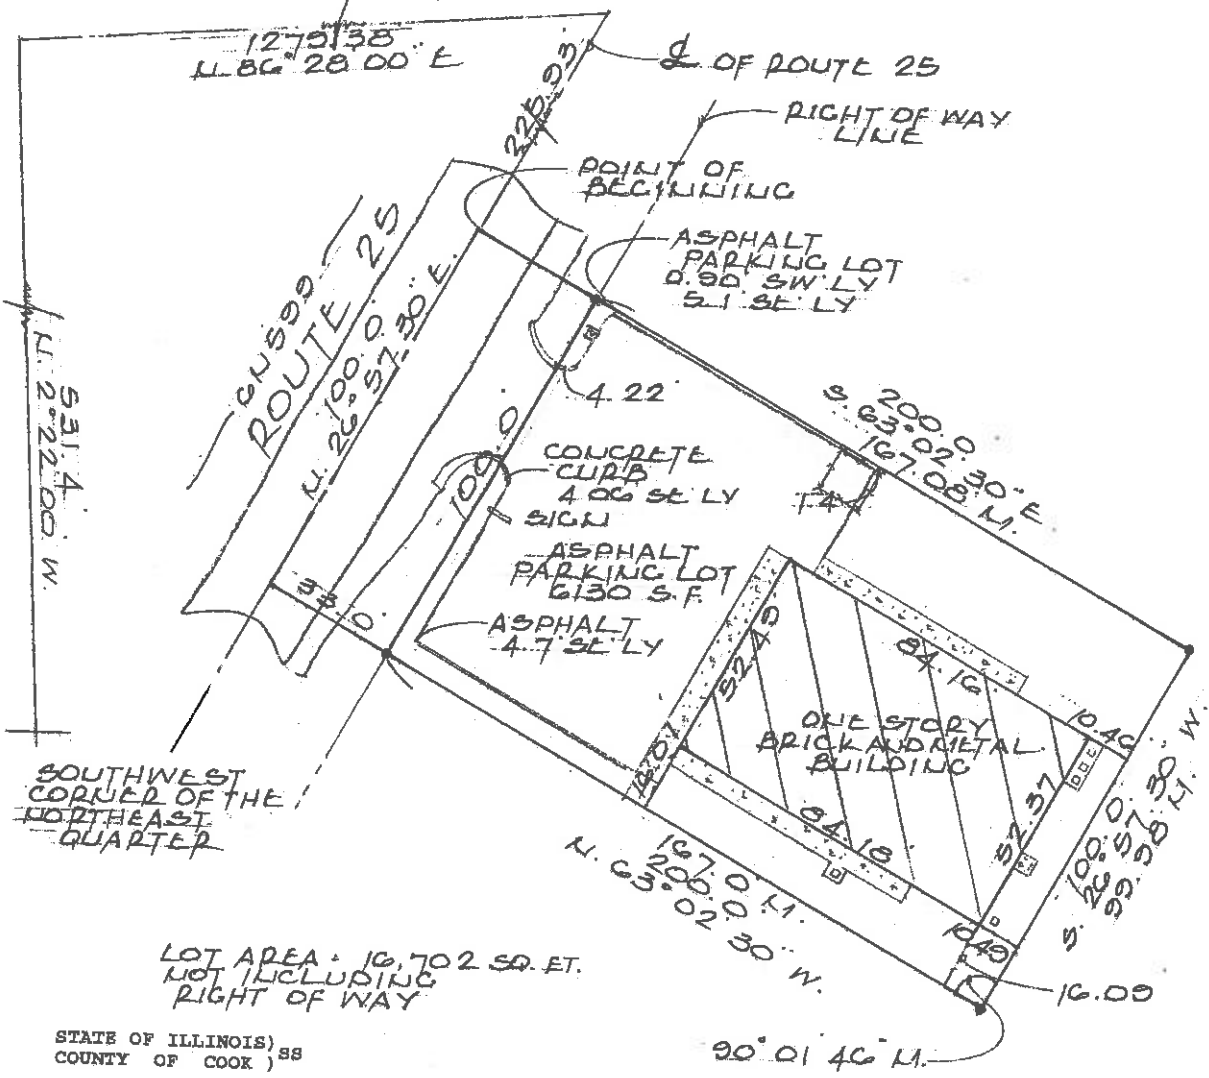 1279.38
N. 86° 28' 00" E
225.93'
℄ OF ROUTE 25
RIGHT OF WAY
LINE
POINT OF
BEGINNING
ASPHALT
PARKING LOT
0.90' SW'LY
5.1' SE'LY
6N599
ROUTE 25
100.0'
N. 26° 57' 30" E.
531.4
N. 2° 22' 00" W.
4.22'
100.0'
200.0
S. 63° 02' 30" E
167.08 M.
CONCRETE
CURB
4.06 SE'LY
SIGN
ASPHALT
PARKING LOT
6130 S.F.
ASPHALT
4.7' SE'LY
33.0'
52.49
84.16
10.46
ONE STORY
BRICK AND METAL
BUILDING
52.37
84.18
100.0'
S. 26° 57' 30" W.
99.98 M.
SOUTHWEST
CORNER OF THE
NORTHEAST
QUARTER
167.0 M.
200.0'
N. 63° 02' 30" W.
10.49
16.09
90° 01' 46" M.
LOT AREA: 16,702 SQ. FT.
NOT INCLUDING
RIGHT OF WAY
STATE OF ILLINOIS)
COUNTY OF COOK )SS